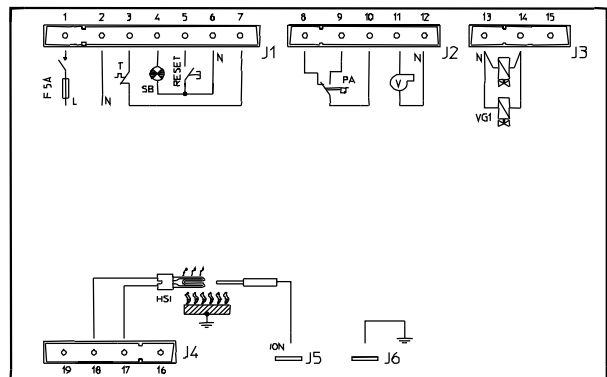 1 2 3 4 5 6 7 8 9 10 11 12 13 14 15
J1 J2 J3
F 5A L N T SB RESET N PA V N N VG1
HSI
ION
J4 J5 J6
19 18 17 16